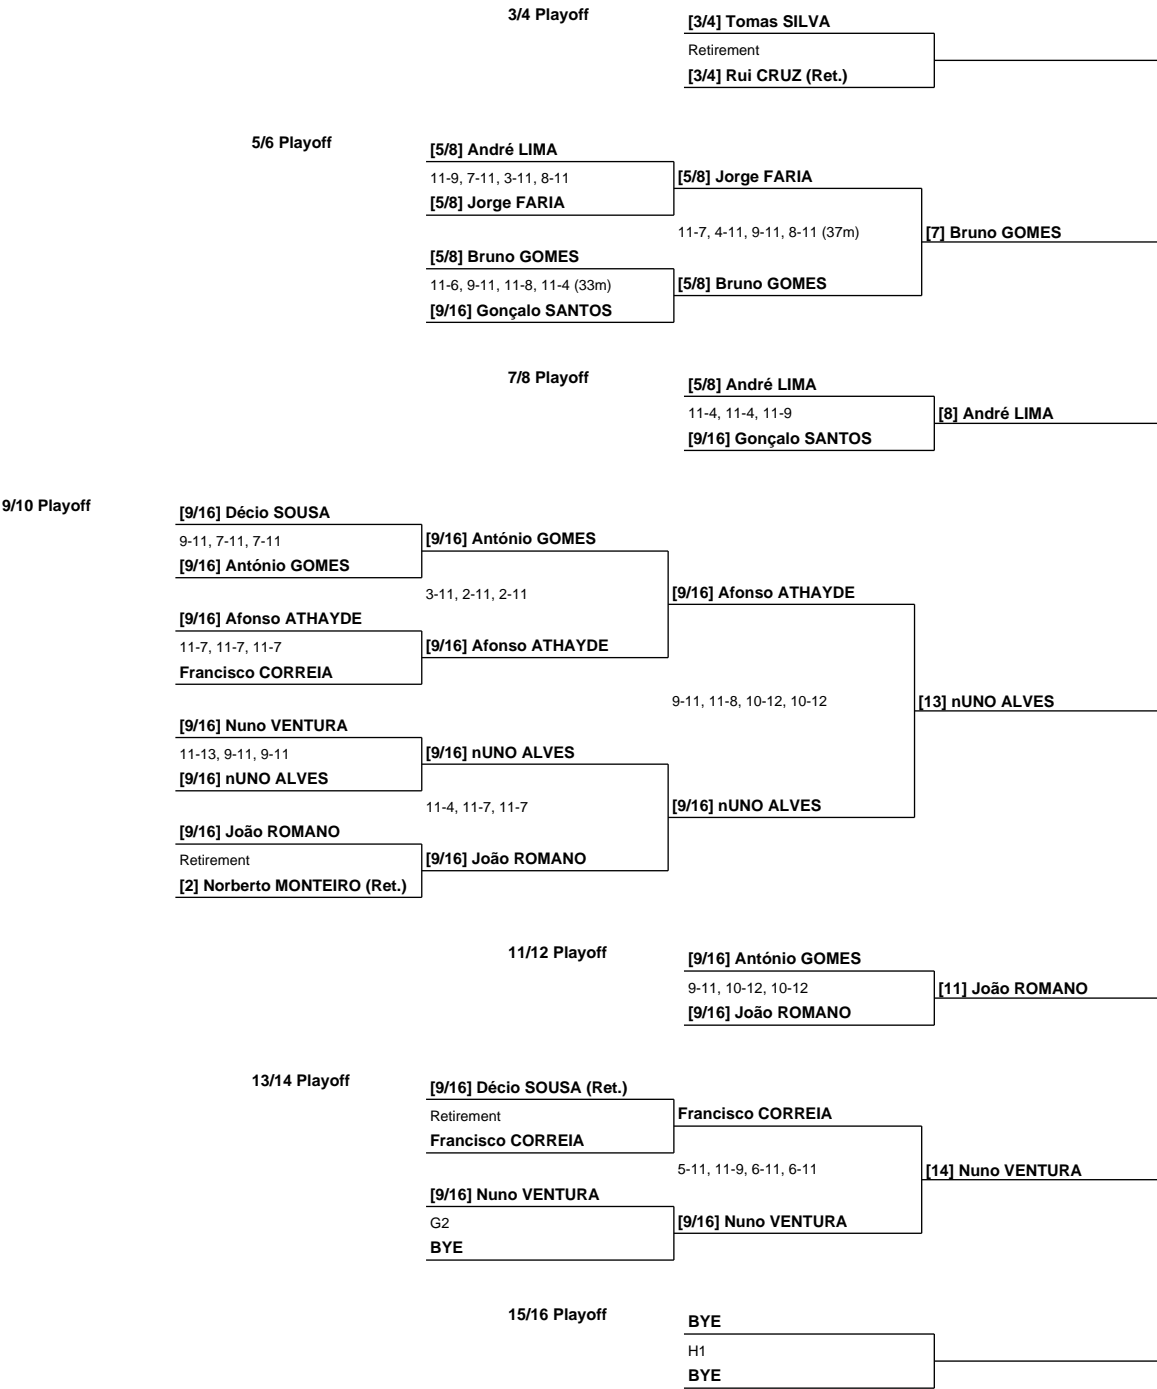 3/4 Playoff
[3/4] Tomas SILVA
Retirement
[3/4] Rui CRUZ (Ret.)
5/6 Playoff
[5/8] André LIMA
11-9, 7-11, 3-11, 8-11
[5/8] Jorge FARIA
[5/8] Jorge FARIA
11-7, 4-11, 9-11, 8-11 (37m)
[7] Bruno GOMES
[5/8] Bruno GOMES
11-6, 9-11, 11-8, 11-4 (33m)
[5/8] Bruno GOMES
[9/16] Gonçalo SANTOS
7/8 Playoff
[5/8] André LIMA
11-4, 11-4, 11-9
[8] André LIMA
[9/16] Gonçalo SANTOS
9/10 Playoff
[9/16] Décio SOUSA
9-11, 7-11, 7-11
[9/16] António GOMES
[9/16] António GOMES
3-11, 2-11, 2-11
[9/16] Afonso ATHAYDE
[9/16] Afonso ATHAYDE
11-7, 11-7, 11-7
[9/16] Afonso ATHAYDE
Francisco CORREIA
9-11, 11-8, 10-12, 10-12
[13] nUNO ALVES
[9/16] Nuno VENTURA
11-13, 9-11, 9-11
[9/16] nUNO ALVES
[9/16] nUNO ALVES
11-4, 11-7, 11-7
[9/16] nUNO ALVES
[9/16] João ROMANO
Retirement
[9/16] João ROMANO
[2] Norberto MONTEIRO (Ret.)
11/12 Playoff
[9/16] António GOMES
9-11, 10-12, 10-12
[11] João ROMANO
[9/16] João ROMANO
13/14 Playoff
[9/16] Décio SOUSA (Ret.)
Retirement
Francisco CORREIA
Francisco CORREIA
5-11, 11-9, 6-11, 6-11
[14] Nuno VENTURA
[9/16] Nuno VENTURA
G2
[9/16] Nuno VENTURA
BYE
15/16 Playoff
BYE
H1
BYE